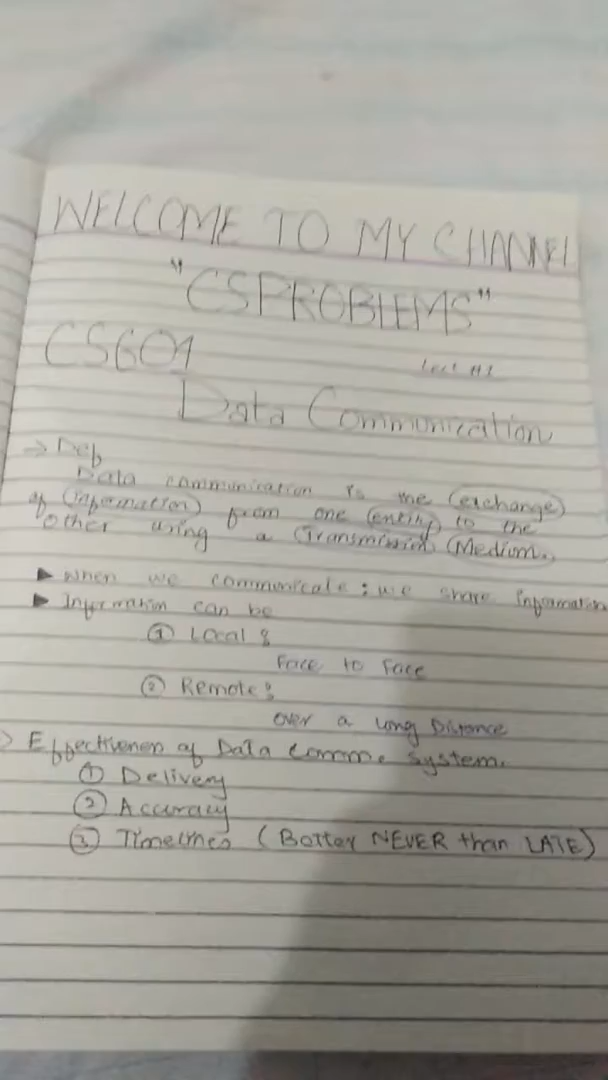 WELCOME TO MY CHANNEL
"CSPROBLEMS"
CS601
Lect #1
Data Communication
→ Def
Data communication is the (exchange)
of (information) from one (entity) to the
other using a (Transmission) (Medium.
▶ When we communicate; we share Information
▶ Information can be
① Local:
Face to Face
② Remote:
over a Long Distance
Effectiveness of Data Comm. System.
① Delivery
② Accuracy
③ Timeliness (Better NEVER than LATE)